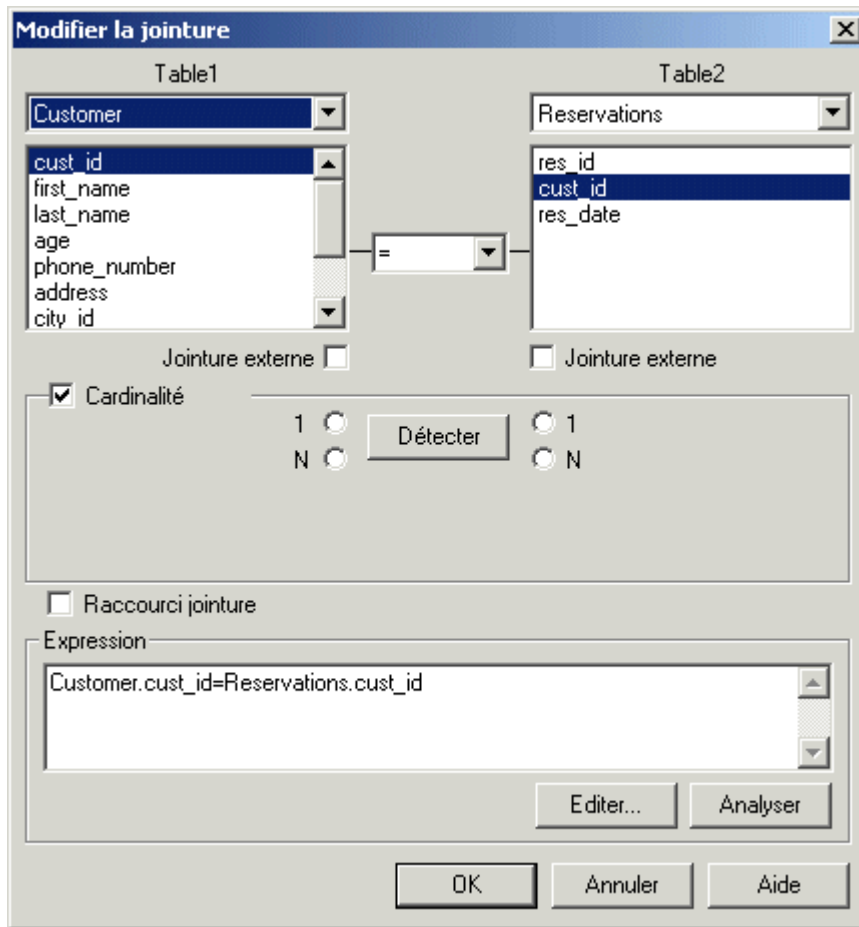 Modifier la jointure
Table1
Table2
Customer
Reservations
cust_id
first_name
last_name
age
phone_number
address
city_id
=
res_id
cust_id
res_date
Jointure externe
Jointure externe
Cardinalité
1
N
Détecter
1
N
Raccourci jointure
Expression
Customer.cust_id=Reservations.cust_id
Editer...
Analyser
OK
Annuler
Aide